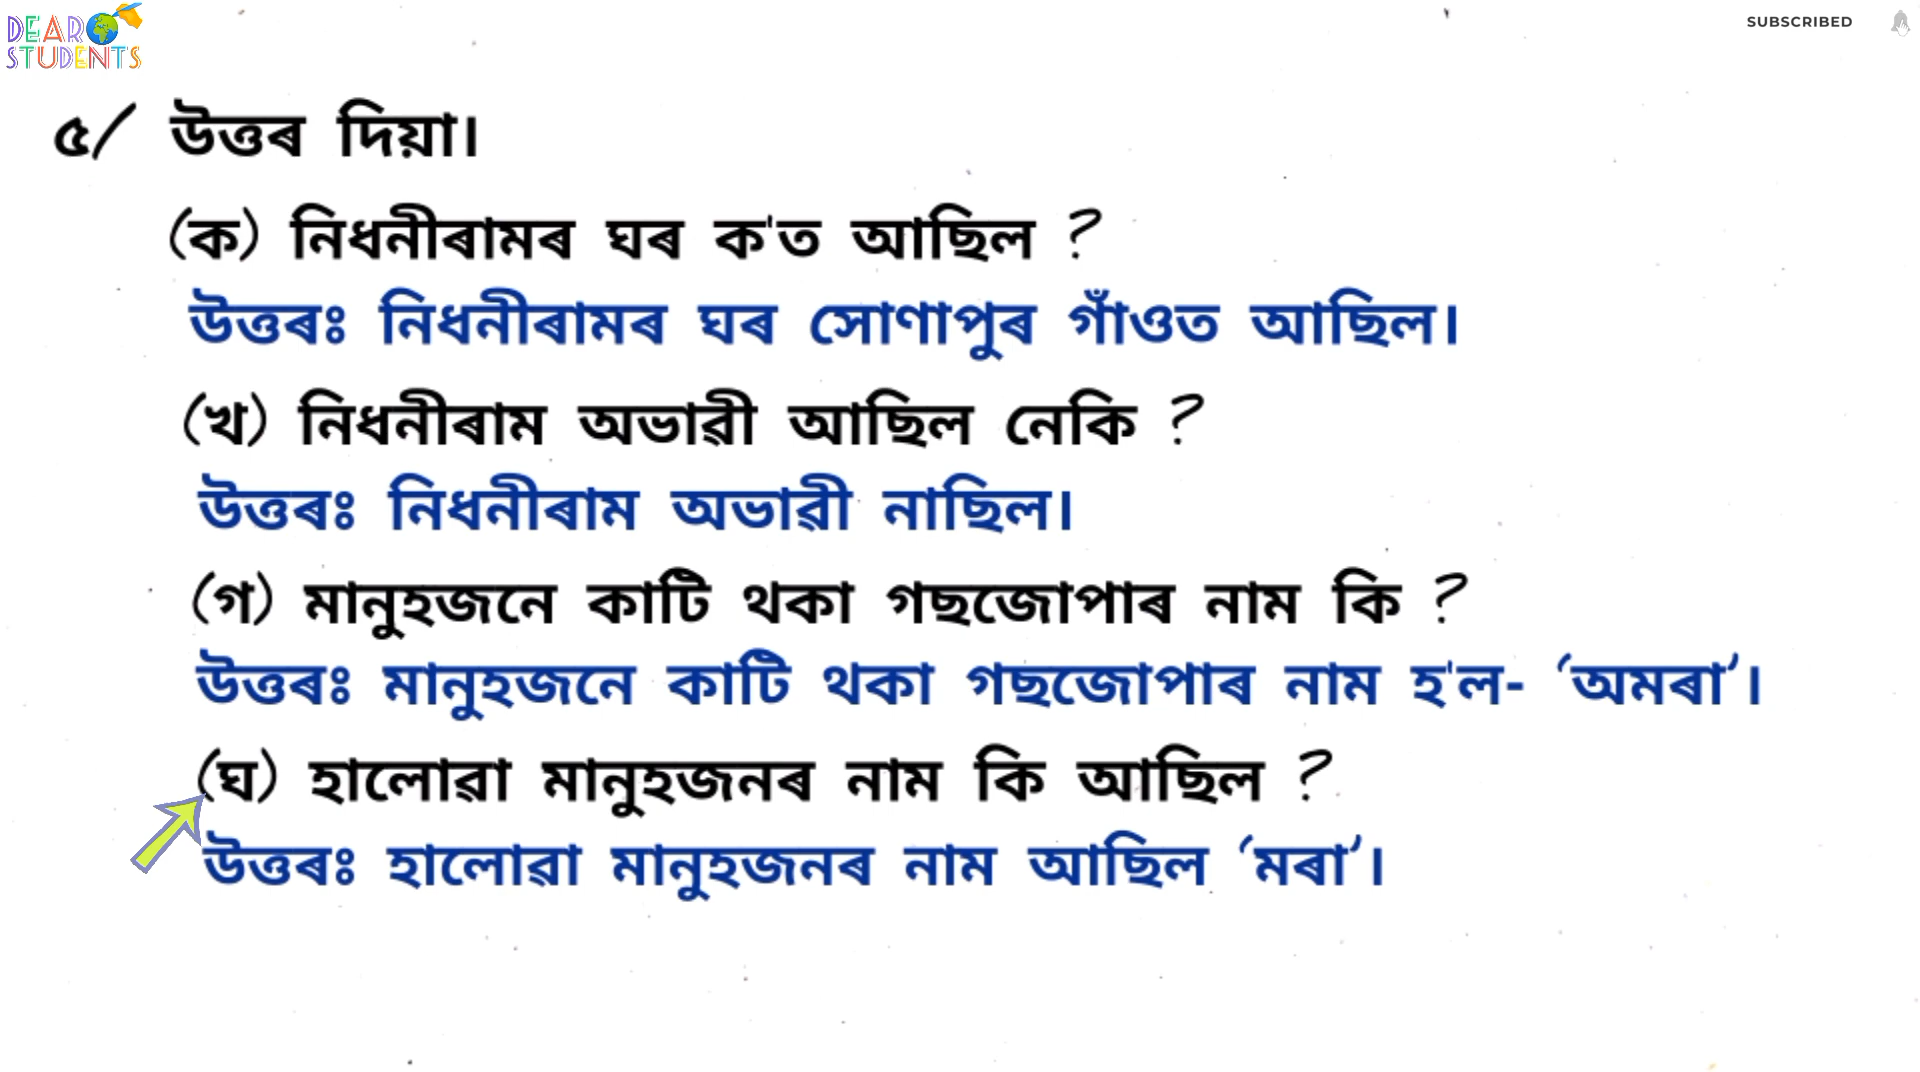 DEAR
STUDENTS
SUBSCRIBED
৫/ উত্তৰ দিয়া।
(ক) নিধনীৰামৰ ঘৰ ক'ত আছিল ?
উত্তৰঃ নিধনীৰামৰ ঘৰ সোণাপুৰ গাঁওত আছিল।
(খ) নিধনীৰাম অভাৱী আছিল নেকি ?
উত্তৰঃ নিধনীৰাম অভাৱী নাছিল।
(গ) মানুহজনে কাটি থকা গছজোপাৰ নাম কি ?
উত্তৰঃ মানুহজনে কাটি থকা গছজোপাৰ নাম হ'ল- ‘অমৰা’।
(ঘ) হালোৱা মানুহজনৰ নাম কি আছিল ?
উত্তৰঃ হালোৱা মানুহজনৰ নাম আছিল ‘মৰা’।